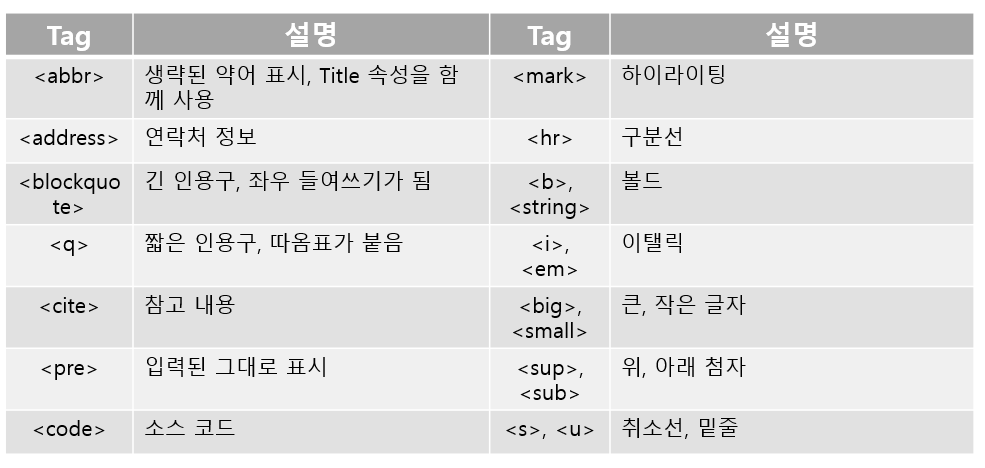 Tag 설명 Tag 설명
<abbr> 생략된 약어 표시, Title 속성을 함 <mark> 하이라이팅
께 사용
<address> 연락처 정보 <hr> 구분선
<blockquo 긴 인용구, 좌우 들여쓰기가 됨 <b>, 볼드
te> <string>
<q> 짧은 인용구, 따옴표가 붙음 <i>, 이탤릭
<em>
<cite> 참고 내용 <big>, 큰, 작은 글자
<small>
<pre> 입력된 그대로 표시 <sup>, 위, 아래 첨자
<sub>
<code> 소스 코드 <s>, <u> 취소선, 밑줄